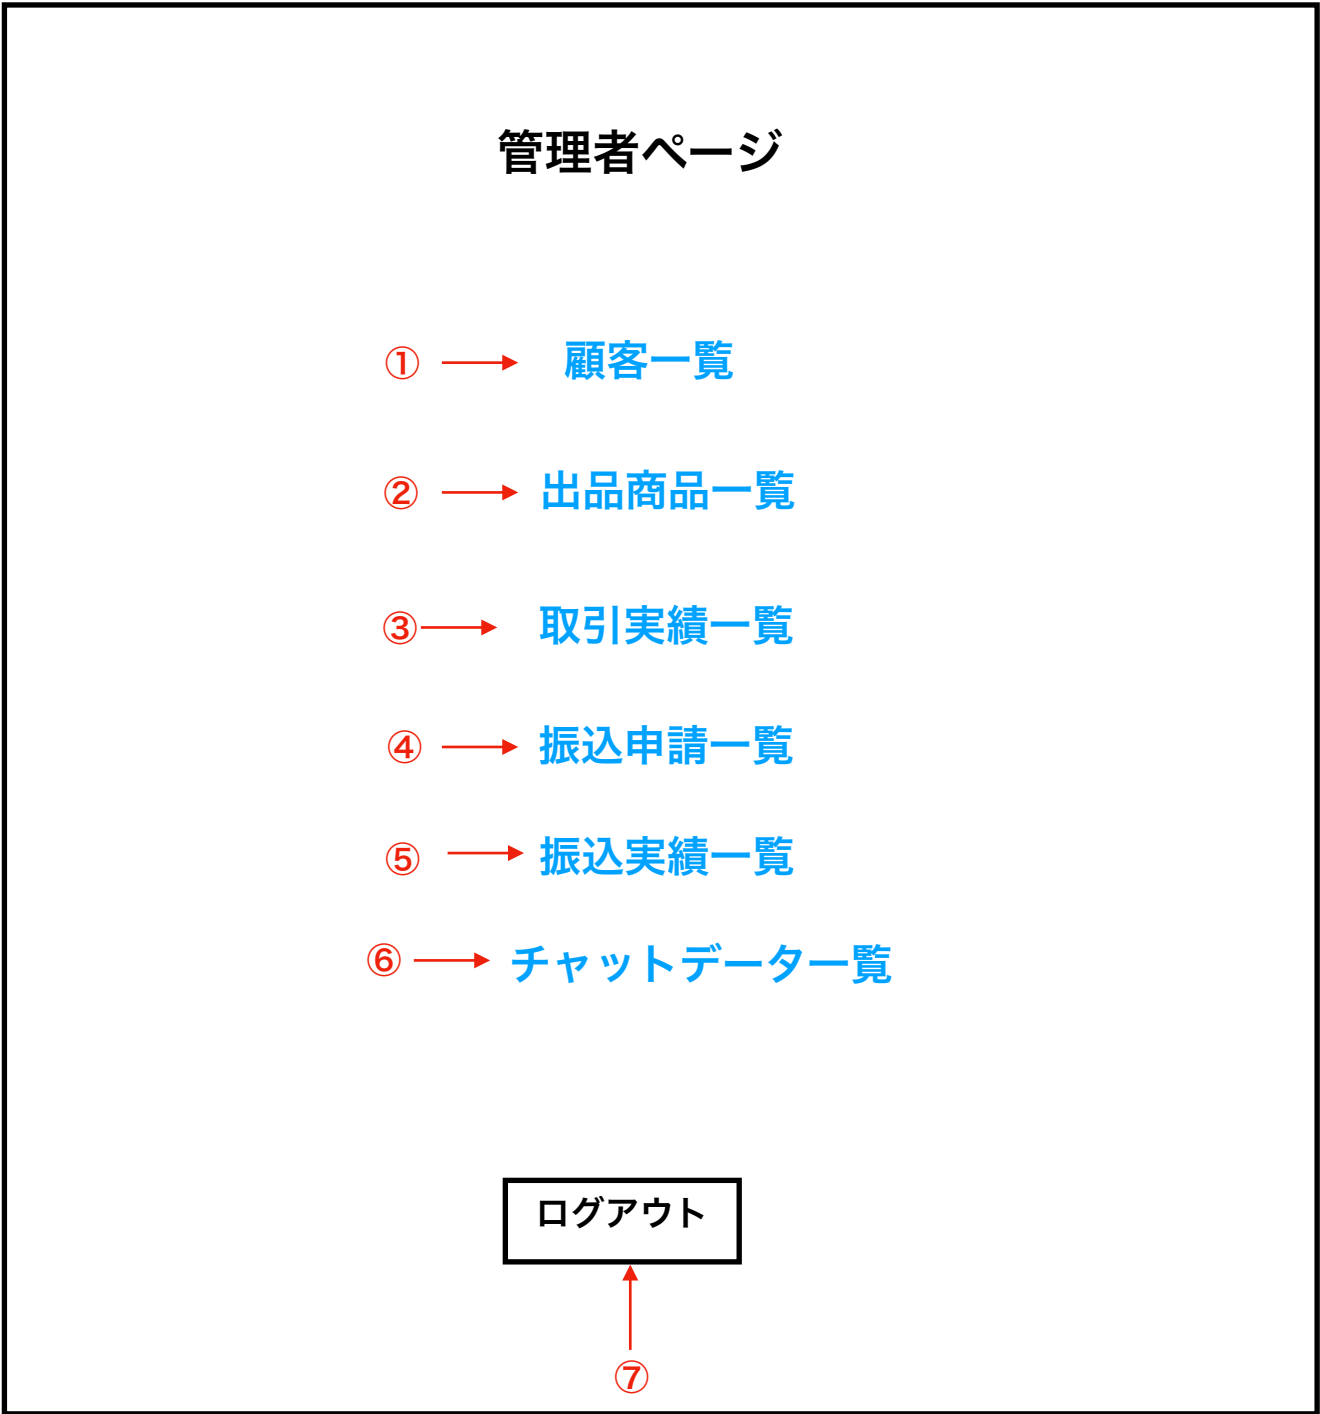 管理者ページ
① 顧客一覧
② 出品商品一覧
③ 取引実績一覧
④ 振込申請一覧
⑤ 振込実績一覧
⑥ チャットデータ一覧
ログアウト
⑦